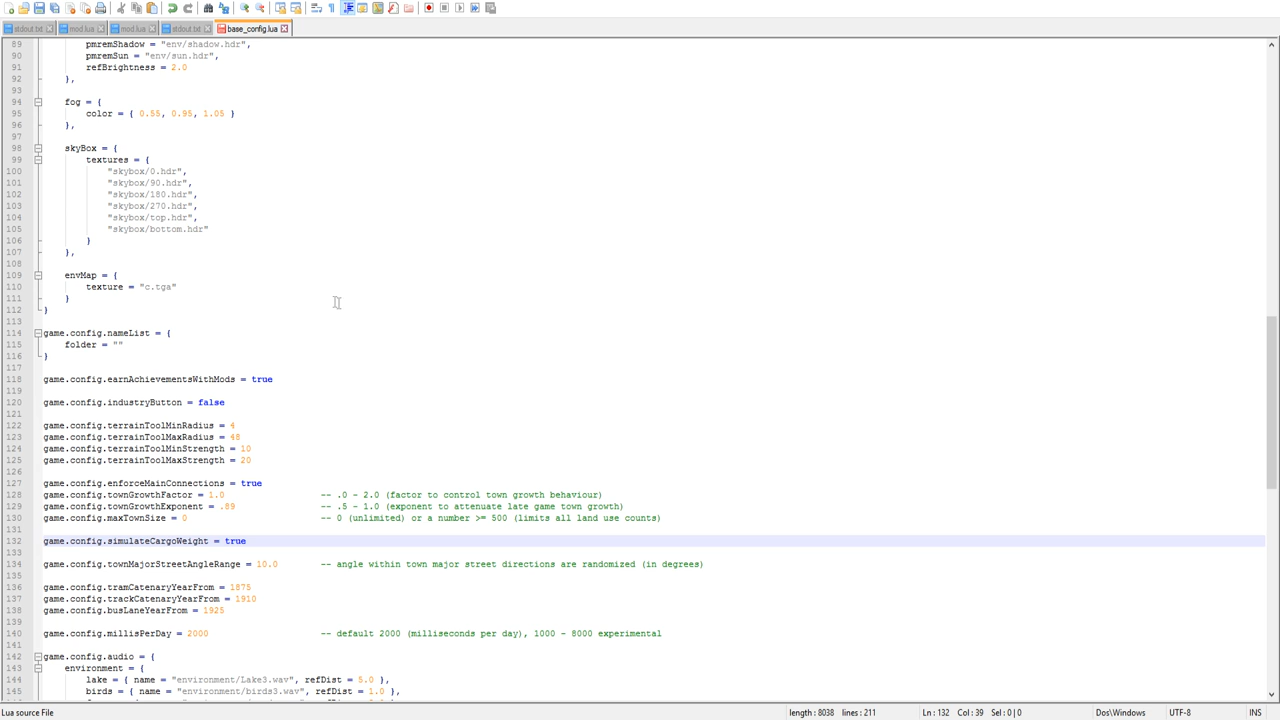 stdout.txt mod.lua mod.lua stdout.txt base_config.lua
89 pmremShadow = "env/shadow.hdr",
90 pmremSun = "env/sun.hdr",
91 refBrightness = 2.0
92 },
93
94 fog = {
95 color = { 0.55, 0.95, 1.05 }
96 },
97
98 skyBox = {
99 textures = {
100 "skybox/0.hdr",
101 "skybox/90.hdr",
102 "skybox/180.hdr",
103 "skybox/270.hdr",
104 "skybox/top.hdr",
105 "skybox/bottom.hdr"
106 }
107 },
108
109 envMap = {
110 texture = "c.tga"
111 }
112 }
113
114 game.config.nameList = {
115 folder = ""
116 }
117
118 game.config.earnAchievementsWithMods = true
119
120 game.config.industryButton = false
121
122 game.config.terrainToolMinRadius = 4
123 game.config.terrainToolMaxRadius = 48
124 game.config.terrainToolMinStrength = 10
125 game.config.terrainToolMaxStrength = 20
126
127 game.config.enforceMainConnections = true
128 game.config.townGrowthFactor = 1.0 -- .0 - 2.0 (factor to control town growth behaviour)
129 game.config.townGrowthExponent = .89 -- .5 - 1.0 (exponent to attenuate late game town growth)
130 game.config.maxTownSize = 0 -- 0 (unlimited) or a number >= 500 (limits all land use counts)
131
132 game.config.simulateCargoWeight = true
133
134 game.config.townMajorStreetAngleRange = 10.0 -- angle within town major street directions are randomized (in degrees)
135
136 game.config.tramCatenaryYearFrom = 1875
137 game.config.trackCatenaryYearFrom = 1910
138 game.config.busLaneYearFrom = 1925
139
140 game.config.millisPerDay = 2000 -- default 2000 (milliseconds per day), 1000 - 8000 experimental
141
142 game.config.audio = {
143 environment = {
144 lake = { name = "environment/Lake3.wav", refDist = 5.0 },
145 birds = { name = "environment/birds3.wav", refDist = 1.0 },
Lua source File length : 8038 lines : 211 Ln : 132 Col : 39 Sel : 0 | 0 Dos\Windows UTF-8 INS